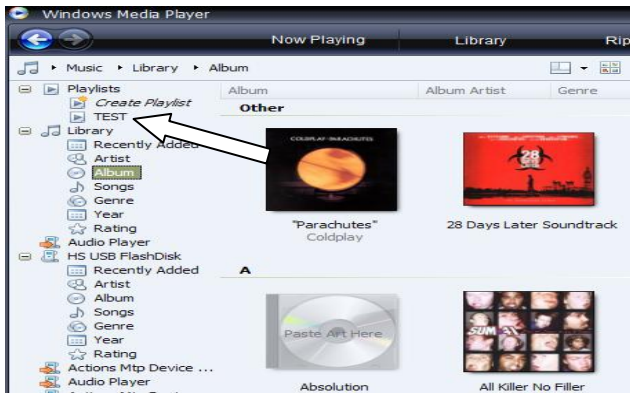 Windows Media Player
Now Playing Library Rip
Music Library Album
Playlists
Create Playlist
TEST
Library
Recently Added
Artist
Album
Songs
Genre
Year
Rating
Audio Player
HS USB FlashDisk
Recently Added
Artist
Album
Songs
Genre
Year
Rating
Actions Mtp Device ...
Audio Player
Album Album Artist Genre
Other
COLDPLAY·PARACHUTES
28
"Parachutes"
Coldplay
28 Days Later Soundtrack
A
Paste Art Here
SUM 41
Absolution
All Killer No Filler